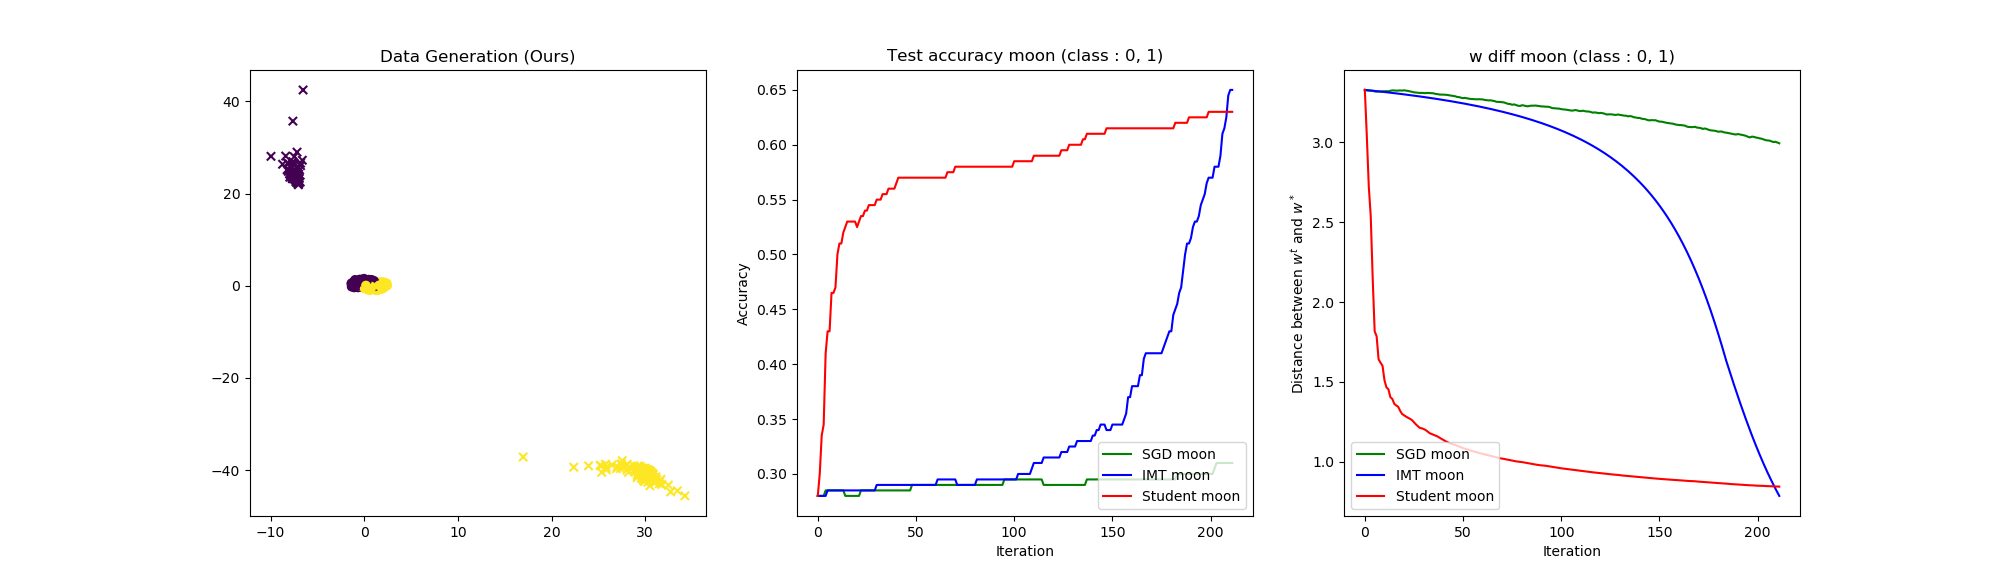 Data Generation (Ours)
40
20
0
−20
−40
−10
0
10
20
30
Test accuracy moon (class : 0, 1)
Accuracy
0.65
0.60
0.55
0.50
0.45
0.40
0.35
0.30
SGD moon
IMT moon
Student moon
0
50
100
150
200
Iteration
w diff moon (class : 0, 1)
Distance between w^t and w^*
3.0
2.5
2.0
1.5
1.0
SGD moon
IMT moon
Student moon
0
50
100
150
200
Iteration